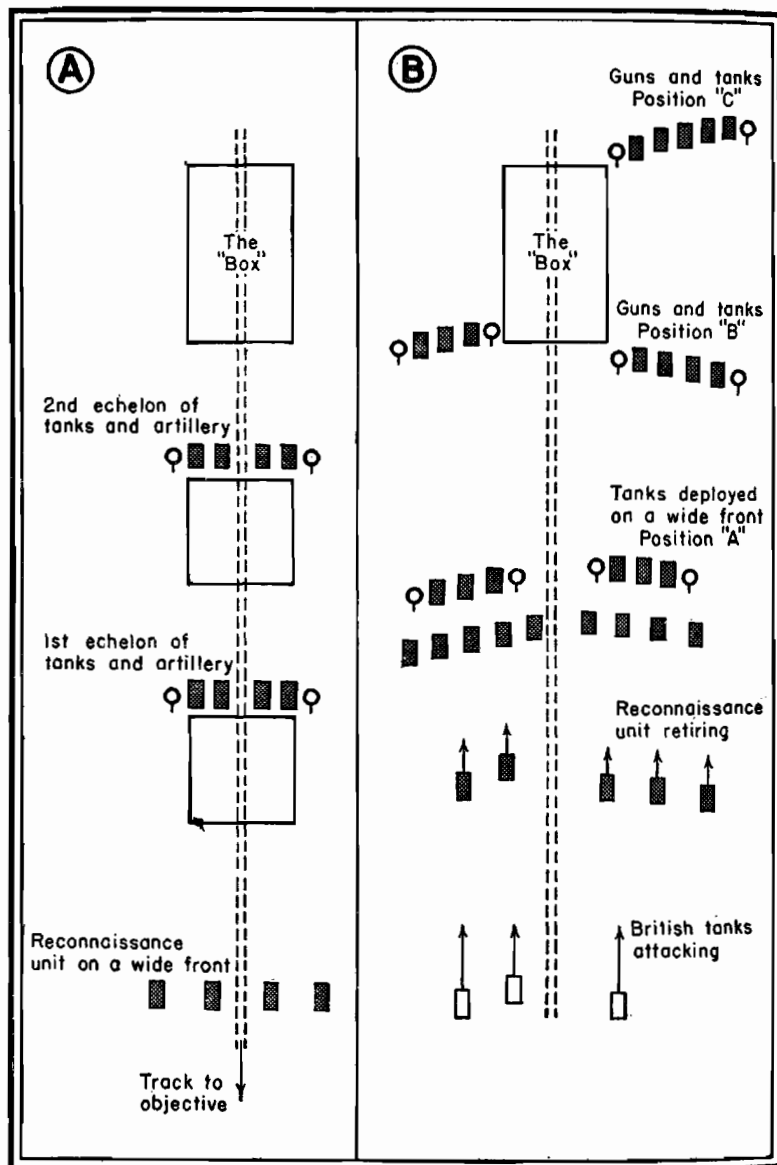 A
The
"Box"
2nd echelon of
tanks and artillery
1st echelon of
tanks and artillery
Reconnaissance
unit on a wide front
Track to
objective
B
Guns and tanks
Position "C"
The
"Box"
Guns and tanks
Position "B"
Tanks deployed
on a wide front
Position "A"
Reconnaissance
unit retiring
British tanks
attacking